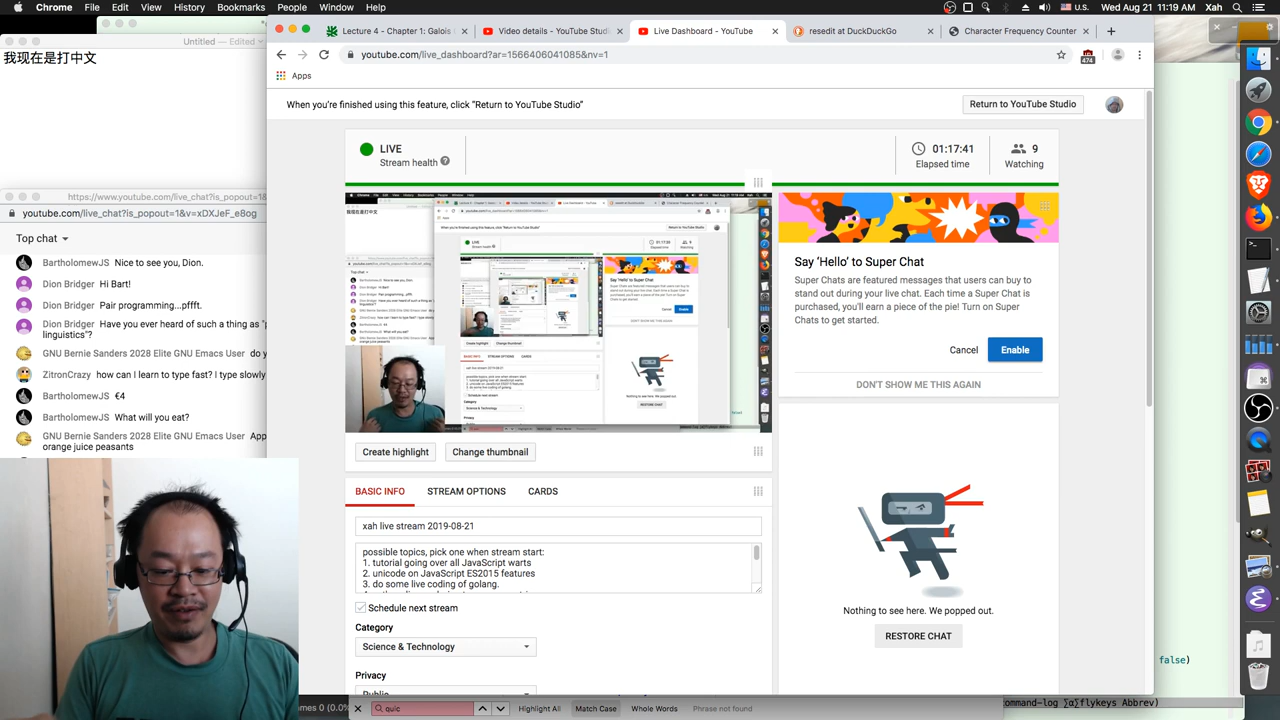 File Edit View History Bookmarks People Window Help
Wed Aug 21 11:19 AM Xah
Untitled — Edited
我现在是打中文
Lecture 4 - Chapter 1: Galois
Video details - YouTube Studio
Live Dashboard - YouTube
resedit at DuckDuckGo
Character Frequency Counter
474
Apps
When you're finished using this feature, click "Return to YouTube Studio"
Return to YouTube Studio
LIVE
Stream health
01:17:41
Elapsed time
9
Watching
https://www.youtube.com/live_chat?is_popout=1&
youtube.com/live_chat?is_popout=1&v=xDXJeF_e8og
Top chat
BartholomewJS Nice to see you, Dion.
Dion Bridger Hi Bart!
Dion Bridger Pair programming...pffft.
Dion Bridger Have you ever heard of such a thing as "
linguistics"?
GNU Bernie Sanders 2028 Elite GNU Emacs User do y
ZitronCrazy how can I learn to type fast? I type slowly
BartholomewJS €4
BartholomewJS What will you eat?
GNU Bernie Sanders 2028 Elite GNU Emacs User App
orange juice peasants
Say 'Hello' to Super Chat
Super Chats are featured messages that viewers can buy to
stand out during your live chat. Each time a Super Chat is
purchased, you'll earn a piece of the pie! Turn on Super
Chats to get started.
Cancel
Enable
DON'T SHOW ME THIS AGAIN
Create highlight
Change thumbnail
BASIC INFO
STREAM OPTIONS
CARDS
xah live stream 2019-08-21
possible topics, pick one when stream start:
1. tutorial going over all JavaScript warts
2. unicode on JavaScript ES2015 features
3. do some live coding of golang.
Schedule next stream
Category
Science & Technology
Privacy
Public
Nothing to see here. We popped out.
RESTORE CHAT
false)
quic
Highlight All
Match Case
Whole Words
Phrase not found
ommand-log ∑α∫flykeys Abbrev)